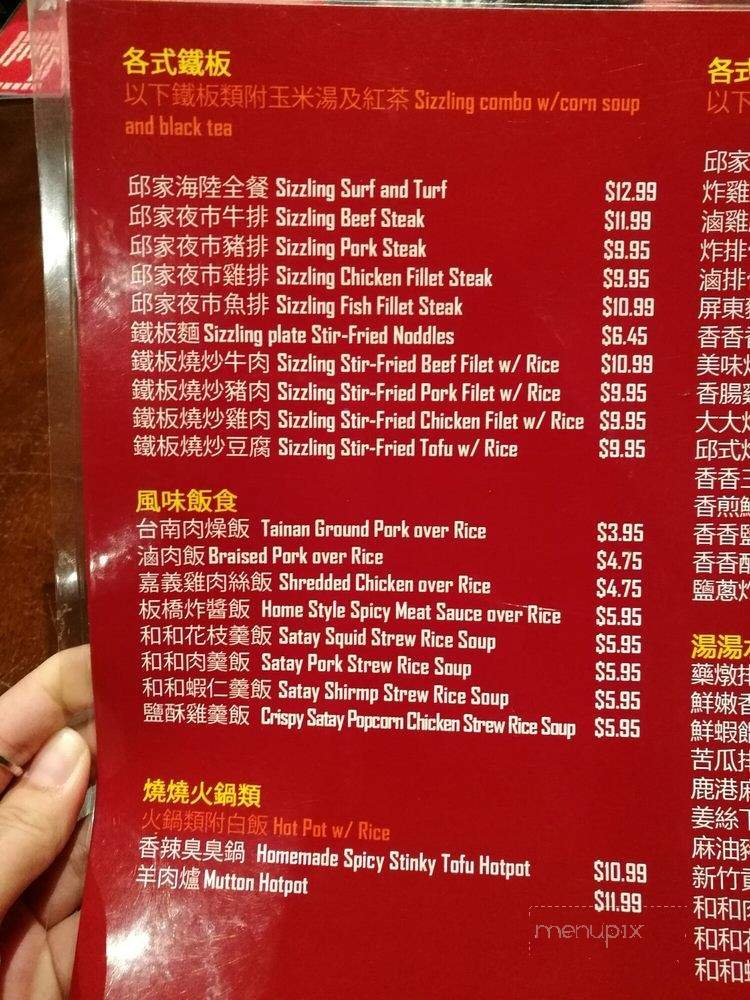 各式鐵板
以下鐵板類附玉米湯及紅茶 Sizzling combo w/corn soup
and black tea
邱家海陸全餐 Sizzling Surf and Turf $12.99
邱家夜市牛排 Sizzling Beef Steak $11.99
邱家夜市豬排 Sizzling Pork Steak $9.95
邱家夜市雞排 Sizzling Chicken Fillet Steak $9.95
邱家夜市魚排 Sizzling Fish Fillet Steak $10.99
鐵板麵 Sizzling plate Stir-Fried Noddles $6.45
鐵板燒炒牛肉 Sizzling Stir-Fried Beef Filet w/ Rice $10.99
鐵板燒炒豬肉 Sizzling Stir-Fried Pork Filet w/ Rice $9.95
鐵板燒炒雞肉 Sizzling Stir-Fried Chicken Filet w/ Rice $9.95
鐵板燒炒豆腐 Sizzling Stir-Fried Tofu w/ Rice $9.95
風味飯食
台南肉燥飯 Tainan Ground Pork over Rice $3.95
滷肉飯 Braised Pork over Rice $4.75
嘉義雞肉絲飯 Shredded Chicken over Rice $4.75
板橋炸醬飯 Home Style Spicy Meat Sauce over Rice $5.95
和和花枝羹飯 Satay Squid Strew Rice Soup $5.95
和和肉羹飯 Satay Pork Strew Rice Soup $5.95
和和蝦仁羹飯 Satay Shirmp Strew Rice Soup $5.95
鹽酥雞羹飯 Crispy Satay Popcorn Chicken Strew Rice Soup $5.95
燒燒火鍋類
火鍋類附白飯 Hot Pot w/ Rice
香辣臭臭鍋 Homemade Spicy Stinky Tofu Hotpot $10.99
羊肉爐 Mutton Hotpot $11.99
各式
以下
邱家
炸雞
滷雞
炸排
滷排
屏東
香香
美味
香腸
大大
邱式
香香
香煎
香香
香香
鹽蔥
湯湯
藥燉排
鮮嫩
鮮蝦
苦瓜排
鹿港
姜絲
麻油
新竹
和和
和和
和和
menupix